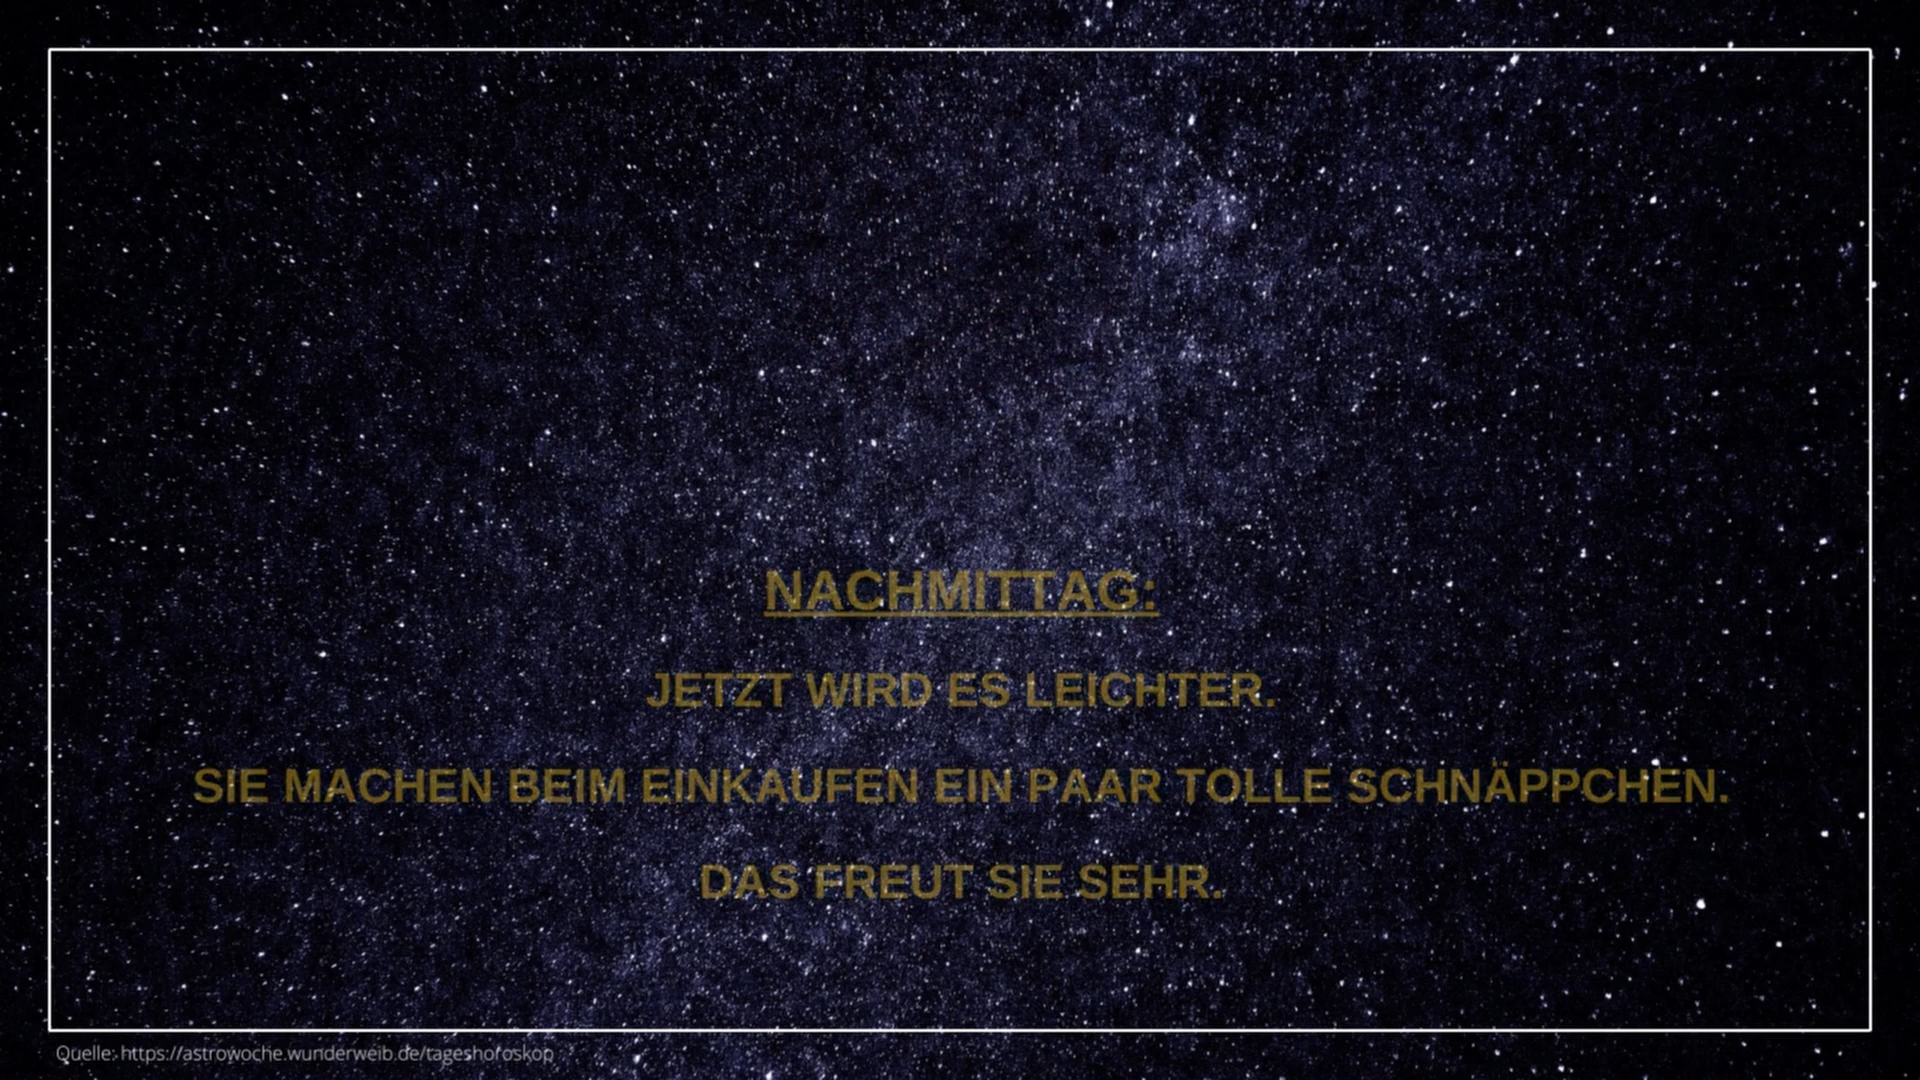 NACHMITTAG:
JETZT WIRD ES LEICHTER.
SIE MACHEN BEIM EINKAUFEN EIN PAAR TOLLE SCHNÄPPCHEN.
DAS FREUT SIE SEHR.
Quelle: https://astrowoche.wunderweib.de/tageshoroskop